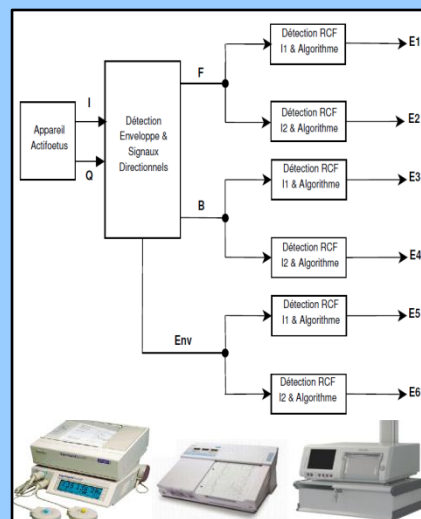 Détection RCF
I1 & Algorithme
E1
F
I
Appareil
Actifoetus
Q
Détection
Enveloppe &
Signaux
Directionnels
Détection RCF
I2 & Algorithme
E2
Détection RCF
I1 & Algorithme
E3
B
Détection RCF
I2 & Algorithme
E4
Détection RCF
I1 & Algorithme
E5
Env
Détection RCF
I2 & Algorithme
E6